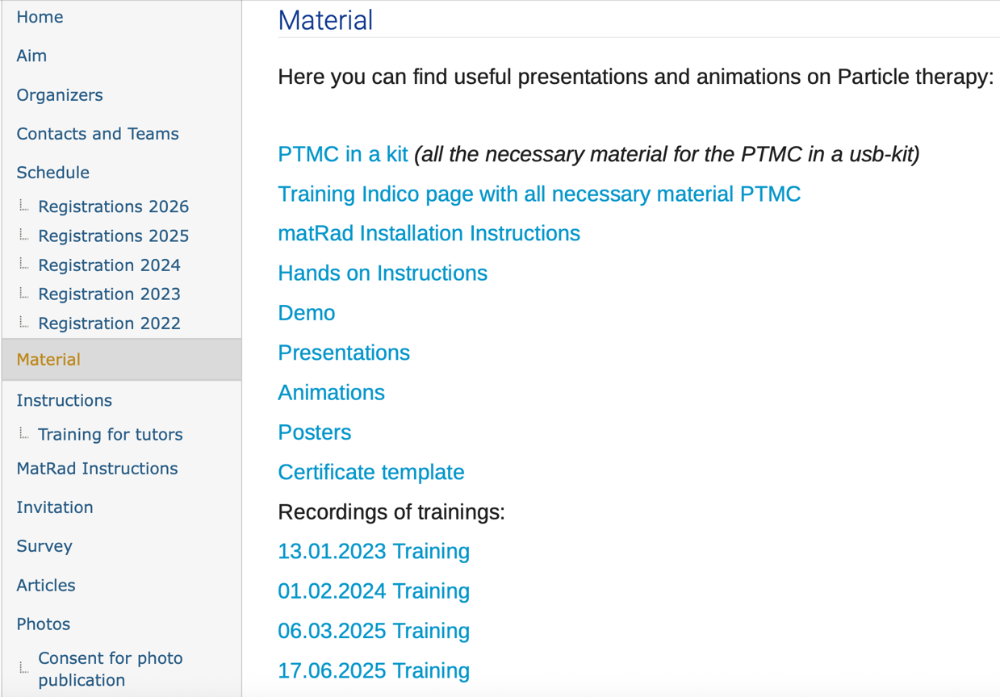 Home
Aim
Organizers
Contacts and Teams
Schedule
Registrations 2026
Registrations 2025
Registration 2024
Registration 2023
Registration 2022
Material
Instructions
Training for tutors
MatRad Instructions
Invitation
Survey
Articles
Photos
Consent for photo
publication
Material
Here you can find useful presentations and animations on Particle therapy:
PTMC in a kit (all the necessary material for the PTMC in a usb-kit)
Training Indico page with all necessary material PTMC
matRad Installation Instructions
Hands on Instructions
Demo
Presentations
Animations
Posters
Certificate template
Recordings of trainings:
13.01.2023 Training
01.02.2024 Training
06.03.2025 Training
17.06.2025 Training